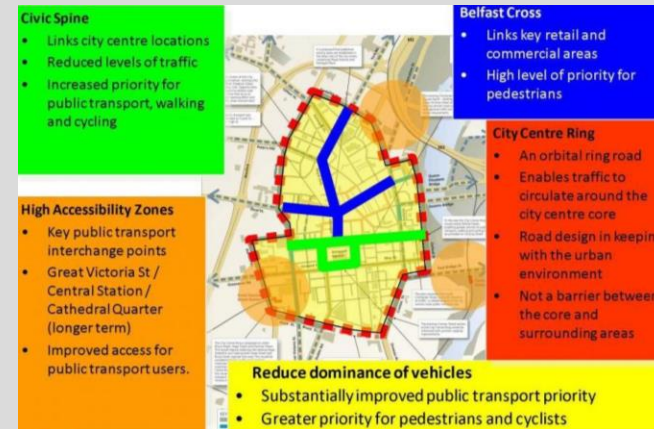 Civic Spine
• Links city centre locations
• Reduced levels of traffic
• Increased priority for
public transport, walking
and cycling
Belfast Cross
• Links key retail and
commercial areas
• High level of priority for
pedestrians
City Centre Ring
• An orbital ring road
• Enables traffic to
circulate around the
city centre core
• Road design in keepin
with the urban
environment
• Not a barrier between
the core and
surrounding areas
High Accessibility Zones
• Key public transport
interchange points
• Great Victoria St /
Central Station /
Cathedral Quarter
(longer term)
• Improved access for
public transport users.
Reduce dominance of vehicles
• Substantially improved public transport priority
• Greater priority for pedestrians and cyclists